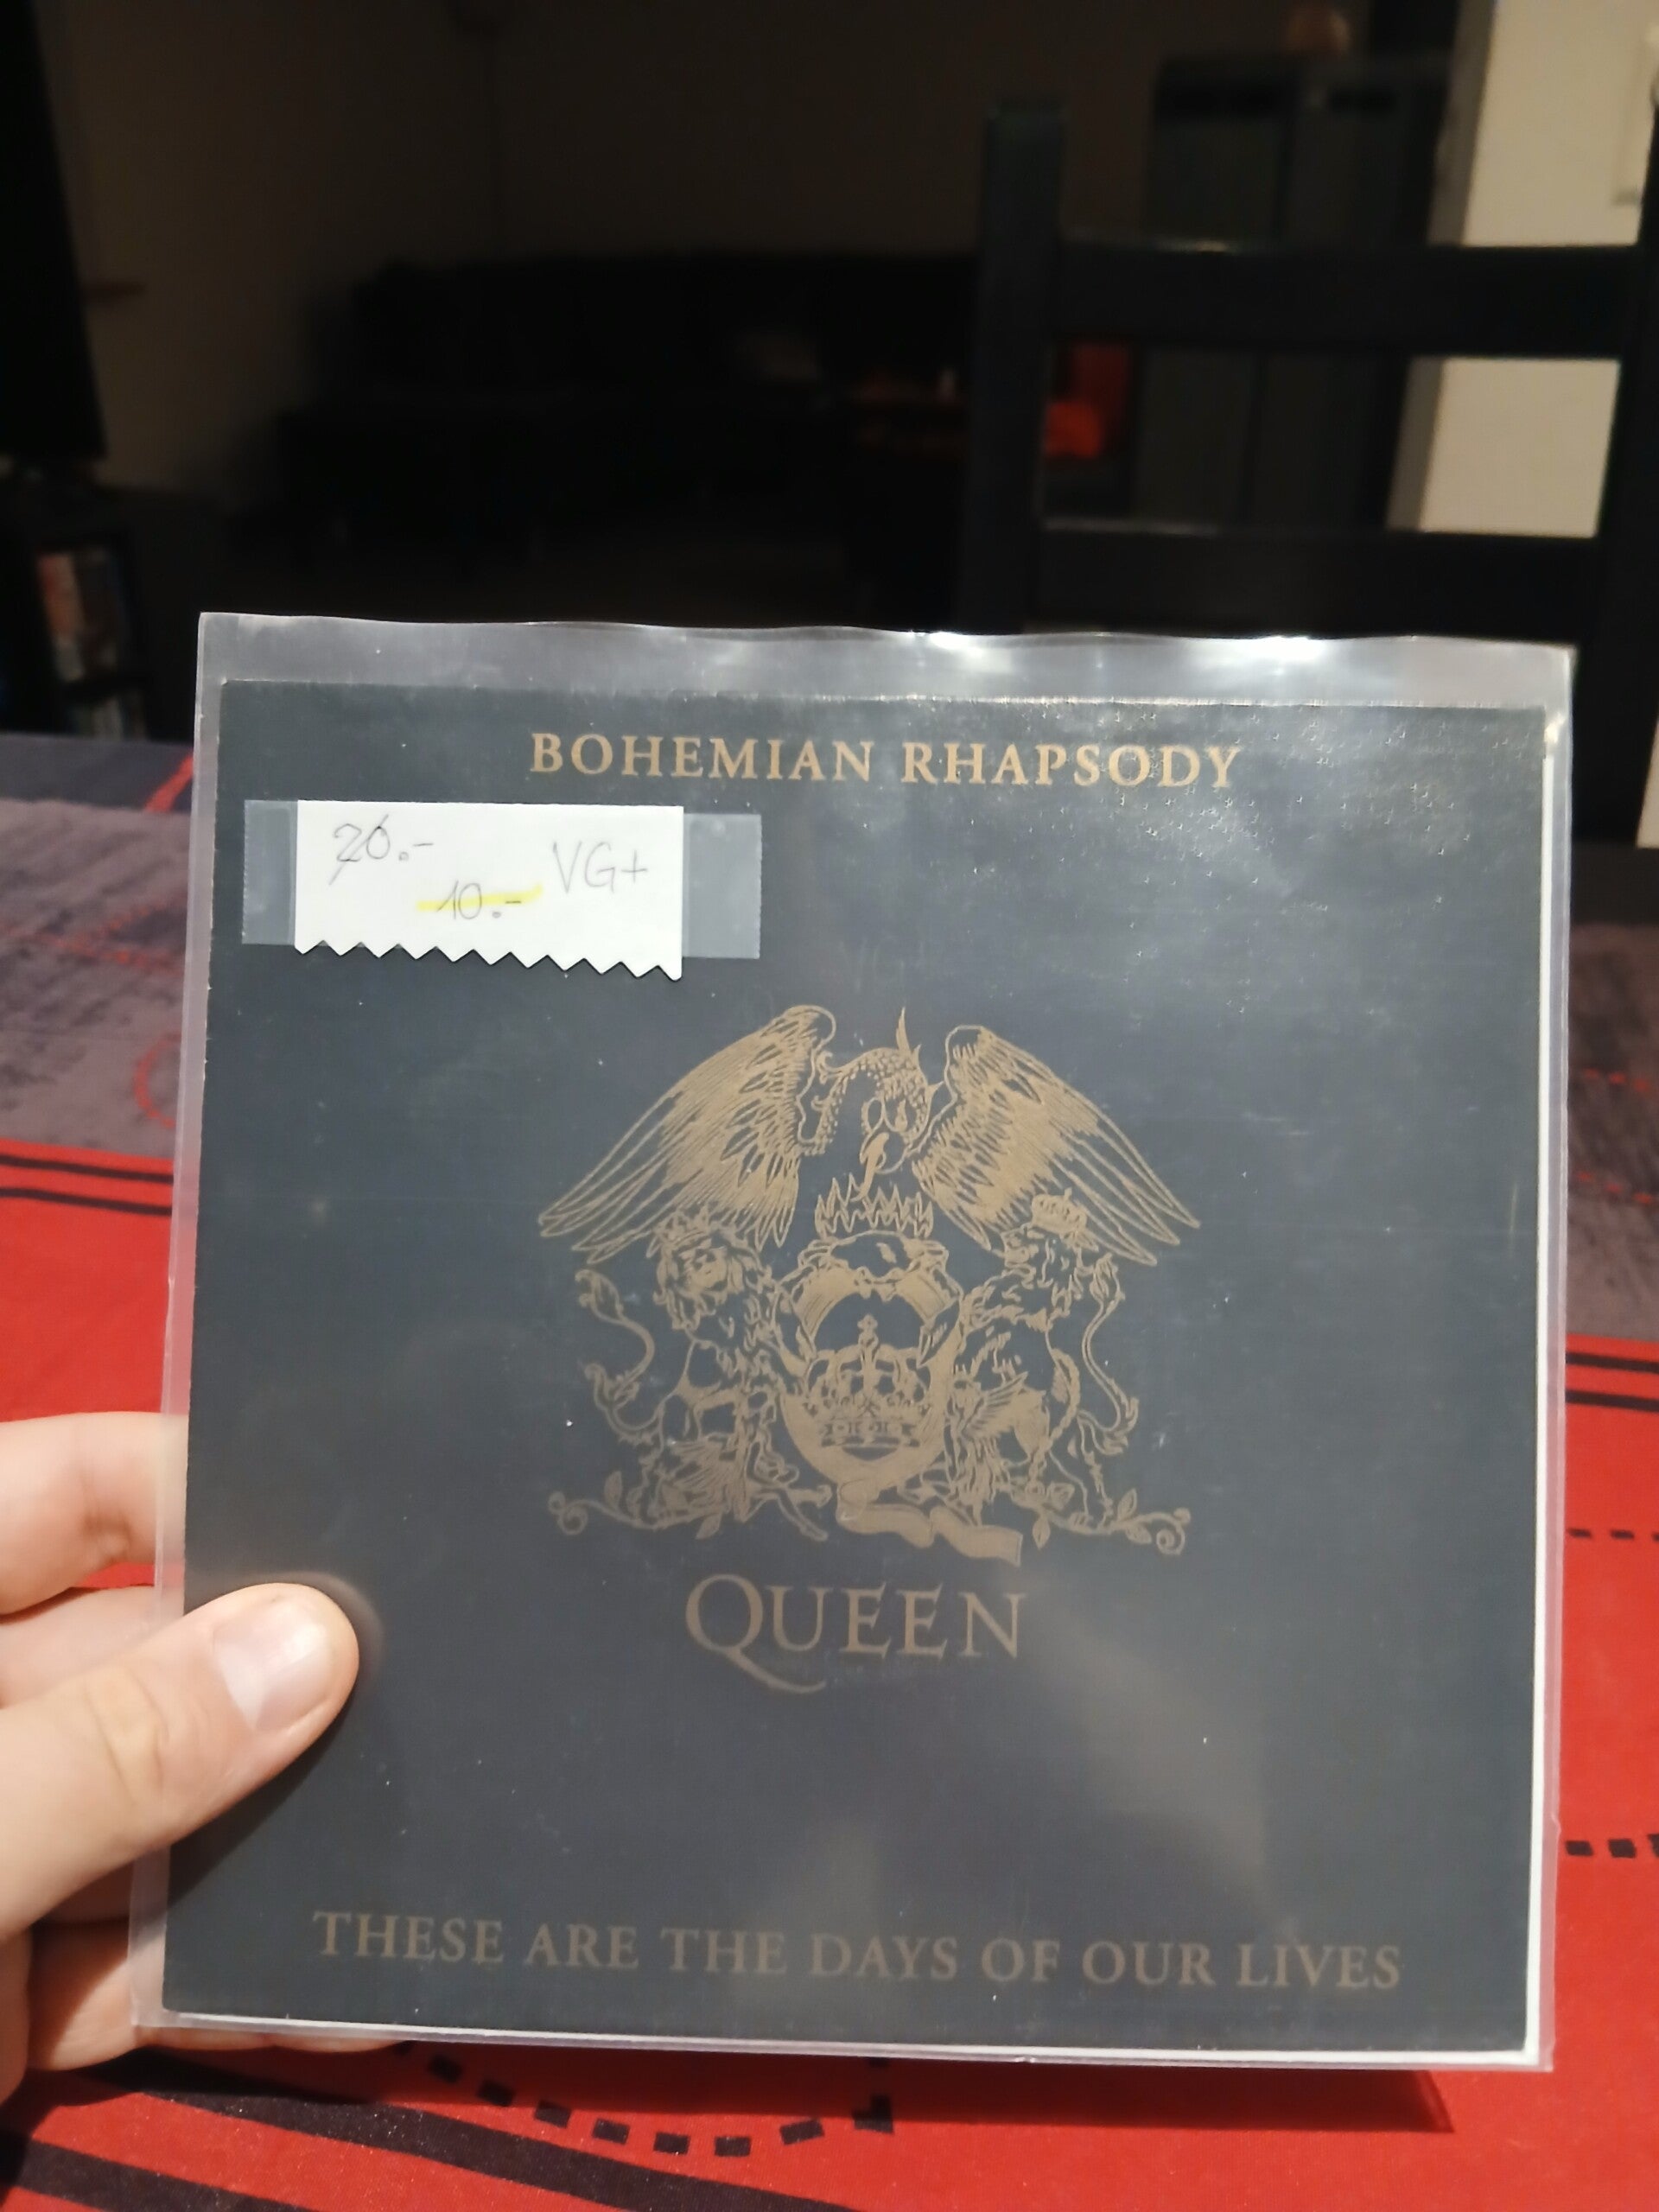 BOHEMIAN RHAPSODY
20.-
10.- VG+
QUEEN
THESE ARE THE DAYS OF OUR LIVES